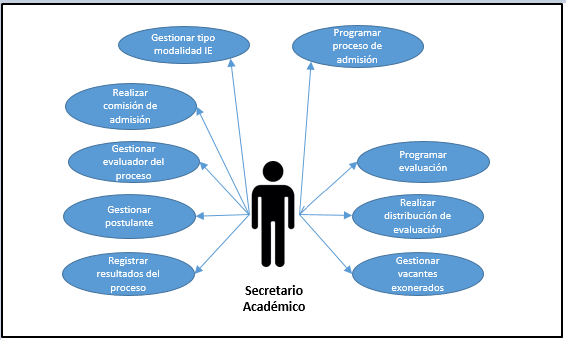 Gestionar tipo
modalidad IE
Programar
proceso de
admisión
Realizar
comisión de
admisión
Gestionar
evaluador del
proceso
Programar
evaluación
Gestionar
postulante
Realizar
distribución de
evaluación
Registrar
resultados del
proceso
Gestionar
vacantes
exonerados
Secretario
Académico